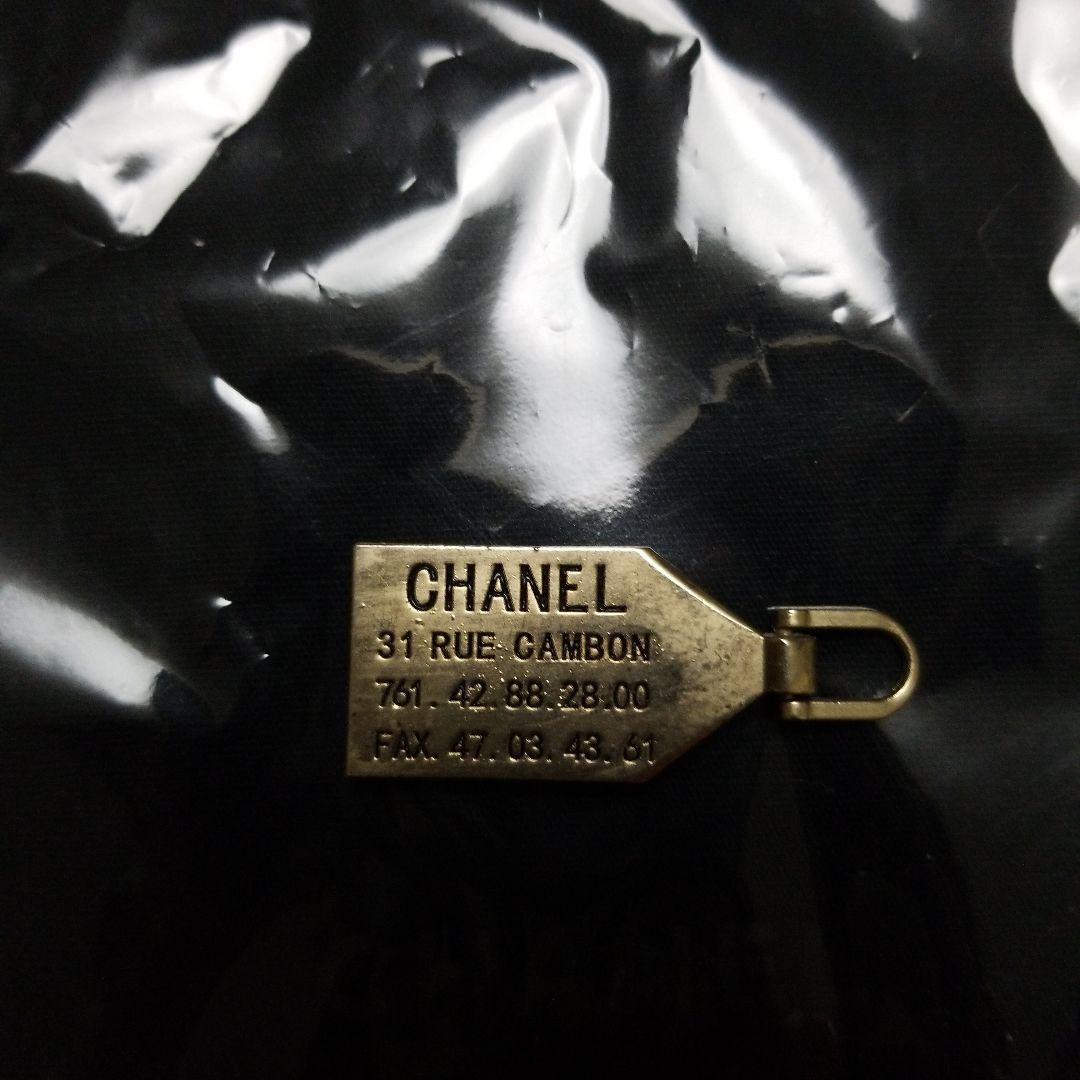 CHANEL
31 RUE CAMBON
761. 42. 88. 28.00
FAX. 47. 03. 43. 61